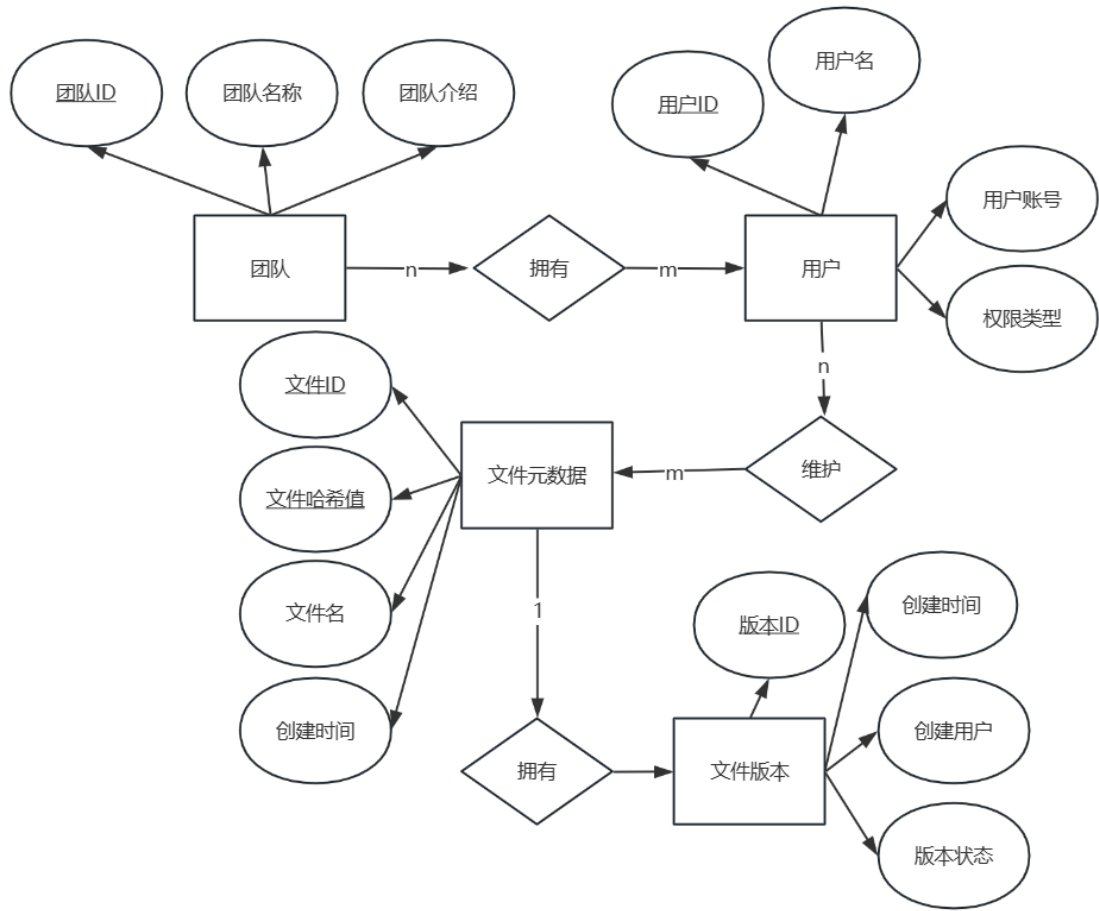 团队ID
团队名称
团队介绍
用户ID
用户名
用户账号
权限类型
团队
n
拥有
m
用户
n
维护
m
文件元数据
文件ID
文件哈希值
文件名
创建时间
1
拥有
文件版本
版本ID
创建时间
创建用户
版本状态